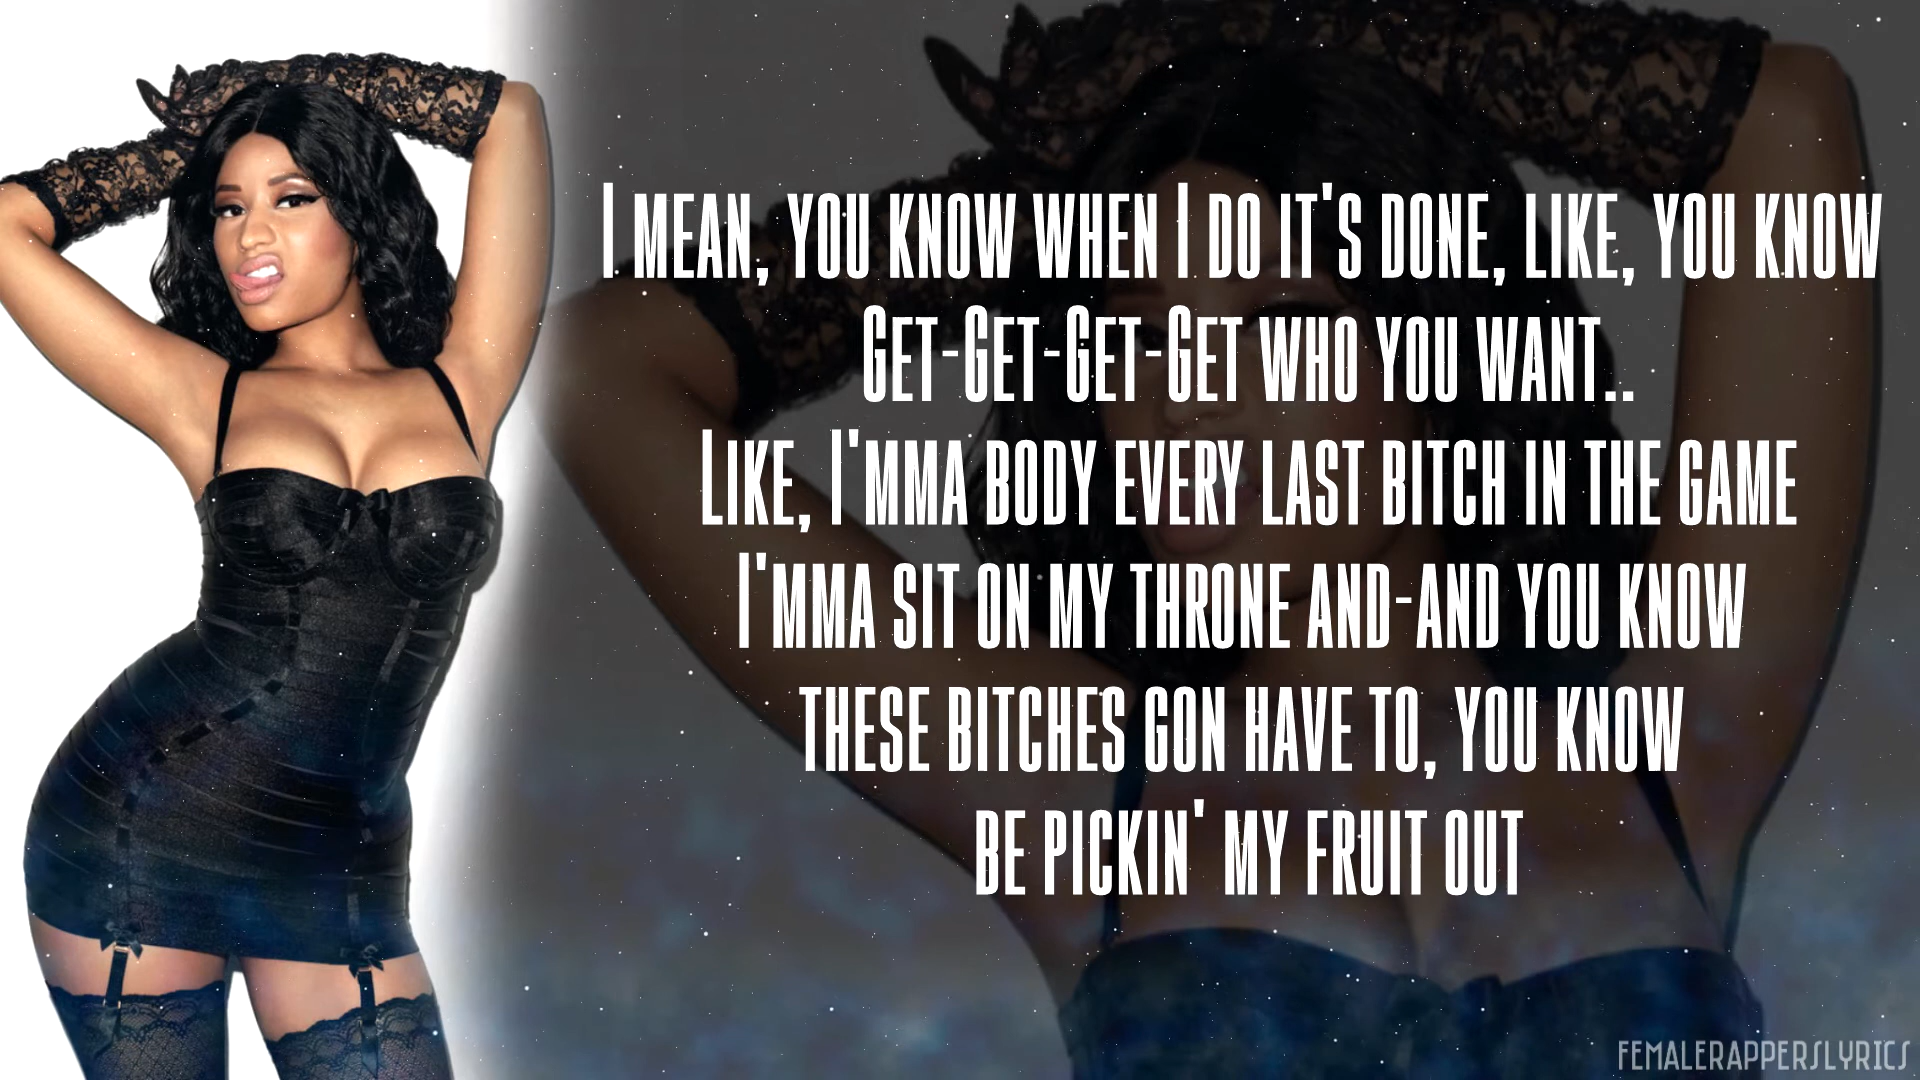 I MEAN, YOU KNOW WHEN I DO IT'S DONE, LIKE, YOU KNOW
GET-GET-GET-GET WHO YOU WANT..
LIKE, I'MMA BODY EVERY LAST BITCH IN THE GAME
I'MMA SIT ON MY THRONE AND-AND YOU KNOW
THESE BITCHES GON HAVE TO, YOU KNOW
BE PICKIN' MY FRUIT OUT
FEMALERAPPERSLYRICS